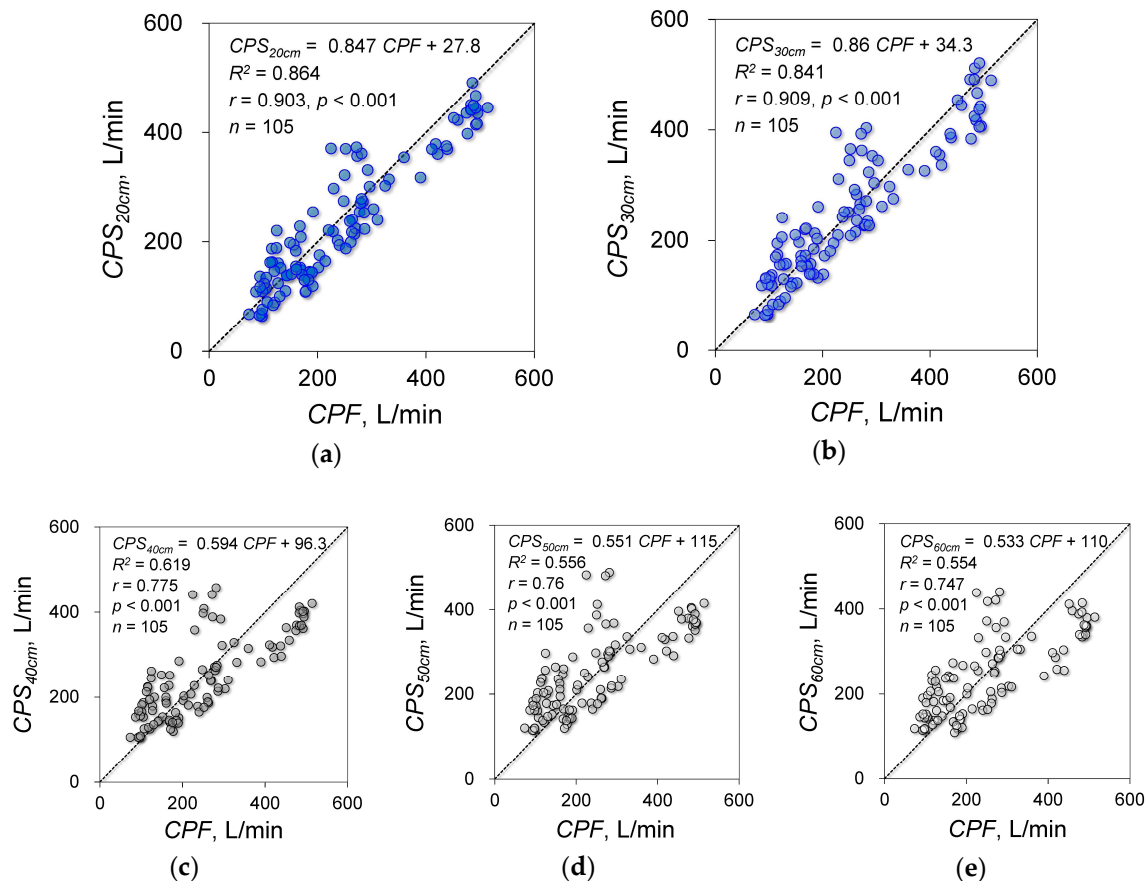 600
400
200
0
CPS20cm, L/min
CPS20cm = 0.847 CPF + 27.8
R2 = 0.864
r = 0.903, p < 0.001
n = 105
0 200 400 600
CPF, L/min
(a)
600
400
200
0
CPS30cm, L/min
CPS30cm = 0.86 CPF + 34.3
R2 = 0.841
r = 0.909, p < 0.001
n = 105
0 200 400 600
CPF, L/min
(b)
600
400
200
0
CPS40cm, L/min
CPS40cm = 0.594 CPF + 96.3
R2 = 0.619
r = 0.775
p < 0.001
n = 105
0 200 400 600
CPF, L/min
(c)
600
400
200
0
CPS50cm, L/min
CPS50cm = 0.551 CPF + 115
R2 = 0.556
r = 0.76
p < 0.001
n = 105
0 200 400 600
CPF, L/min
(d)
600
400
200
0
CPS60cm, L/min
CPS60cm = 0.533 CPF + 110
R2 = 0.554
r = 0.747
p < 0.001
n = 105
0 200 400 600
CPF, L/min
(e)